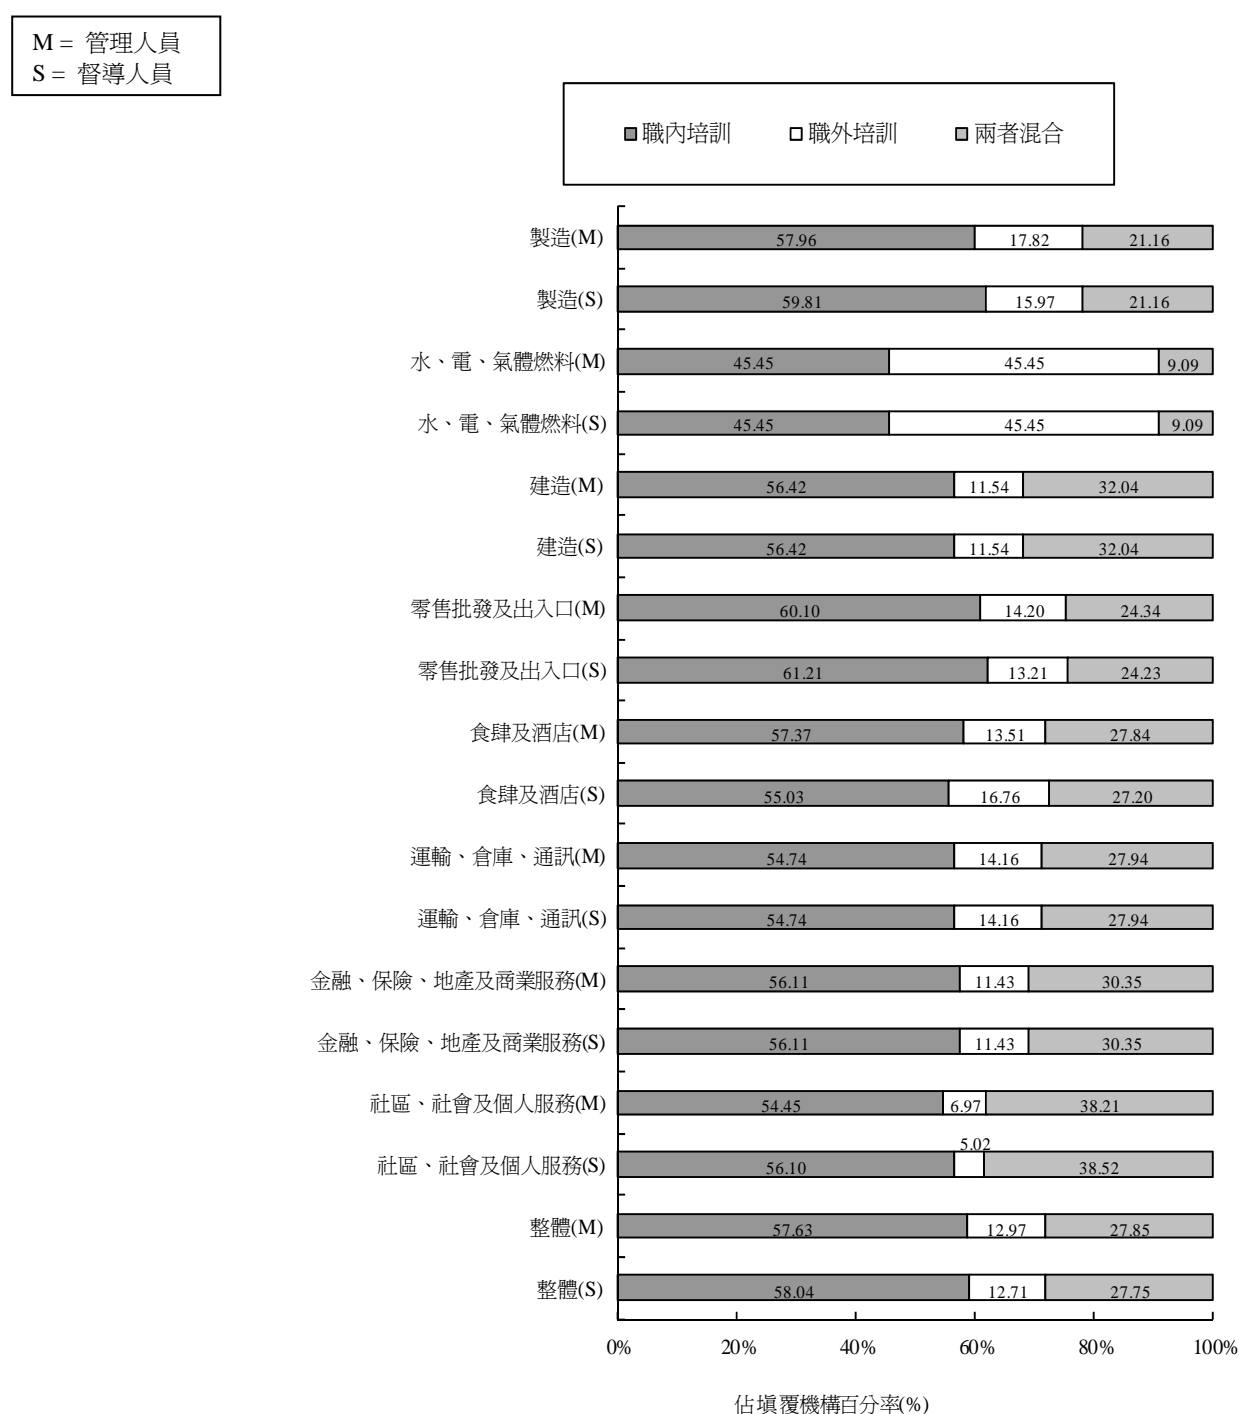 M = 管理人員
S = 督導人員
職內培訓 職外培訓 兩者混合
製造(M) 57.96 17.82 21.16
製造(S) 59.81 15.97 21.16
水、電、氣體燃料(M) 45.45 45.45 9.09
水、電、氣體燃料(S) 45.45 45.45 9.09
建造(M) 56.42 11.54 32.04
建造(S) 56.42 11.54 32.04
零售批發及出入口(M) 60.10 14.20 24.34
零售批發及出入口(S) 61.21 13.21 24.23
食肆及酒店(M) 57.37 13.51 27.84
食肆及酒店(S) 55.03 16.76 27.20
運輸、倉庫、通訊(M) 54.74 14.16 27.94
運輸、倉庫、通訊(S) 54.74 14.16 27.94
金融、保險、地產及商業服務(M) 56.11 11.43 30.35
金融、保險、地產及商業服務(S) 56.11 11.43 30.35
社區、社會及個人服務(M) 54.45 6.97 38.21
社區、社會及個人服務(S) 56.10 5.02 38.52
整體(M) 57.63 12.97 27.85
整體(S) 58.04 12.71 27.75
0% 20% 40% 60% 80% 100%
佔填覆機構百分率(%)